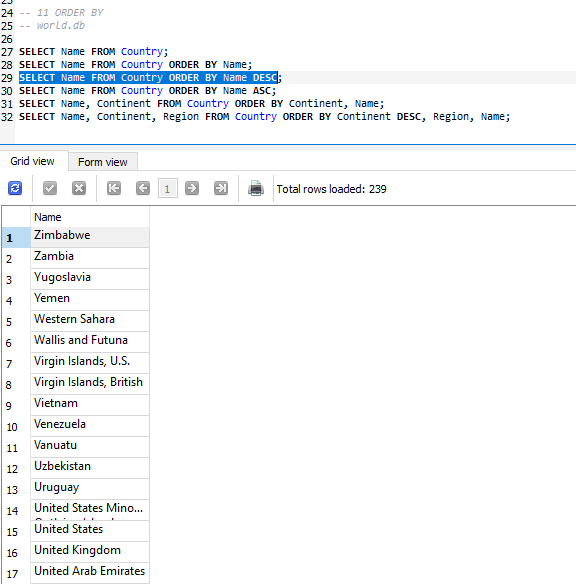 24 -- 11 ORDER BY
25 -- world.db
26
27 SELECT Name FROM Country;
28 SELECT Name FROM Country ORDER BY Name;
29 SELECT Name FROM Country ORDER BY Name DESC;
30 SELECT Name FROM Country ORDER BY Name ASC;
31 SELECT Name, Continent FROM Country ORDER BY Continent, Name;
32 SELECT Name, Continent, Region FROM Country ORDER BY Continent DESC, Region, Name;
Grid view Form view
1 Total rows loaded: 239
Name
1 Zimbabwe
2 Zambia
3 Yugoslavia
4 Yemen
5 Western Sahara
6 Wallis and Futuna
7 Virgin Islands, U.S.
8 Virgin Islands, British
9 Vietnam
10 Venezuela
11 Vanuatu
12 Uzbekistan
13 Uruguay
14 United States Mino...
15 United States
16 United Kingdom
17 United Arab Emirates